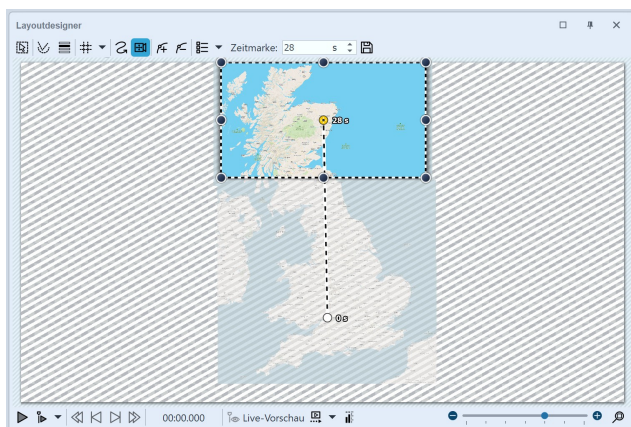 Layoutdesigner
Zeitmarke: 28 s
28 s
0 s
00:00.000 Live-Vorschau